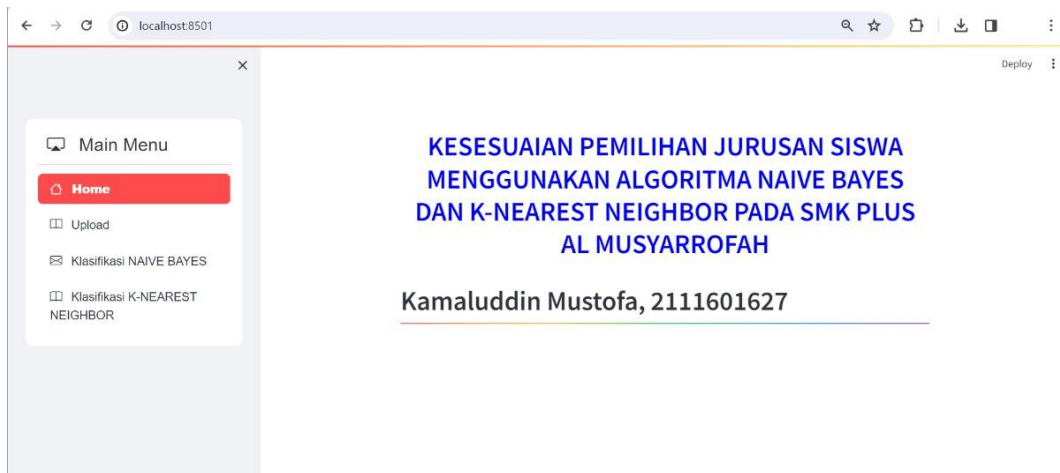 localhost:8501
Deploy
Main Menu
Home
Upload
Klasifikasi NAIVE BAYES
Klasifikasi K-NEAREST
NEIGHBOR
KESESUAIAN PEMILIHAN JURUSAN SISWA
MENGGUNAKAN ALGORITMA NAIVE BAYES
DAN K-NEAREST NEIGHBOR PADA SMK PLUS
AL MUSYARROFAH
Kamaluddin Mustofa, 2111601627